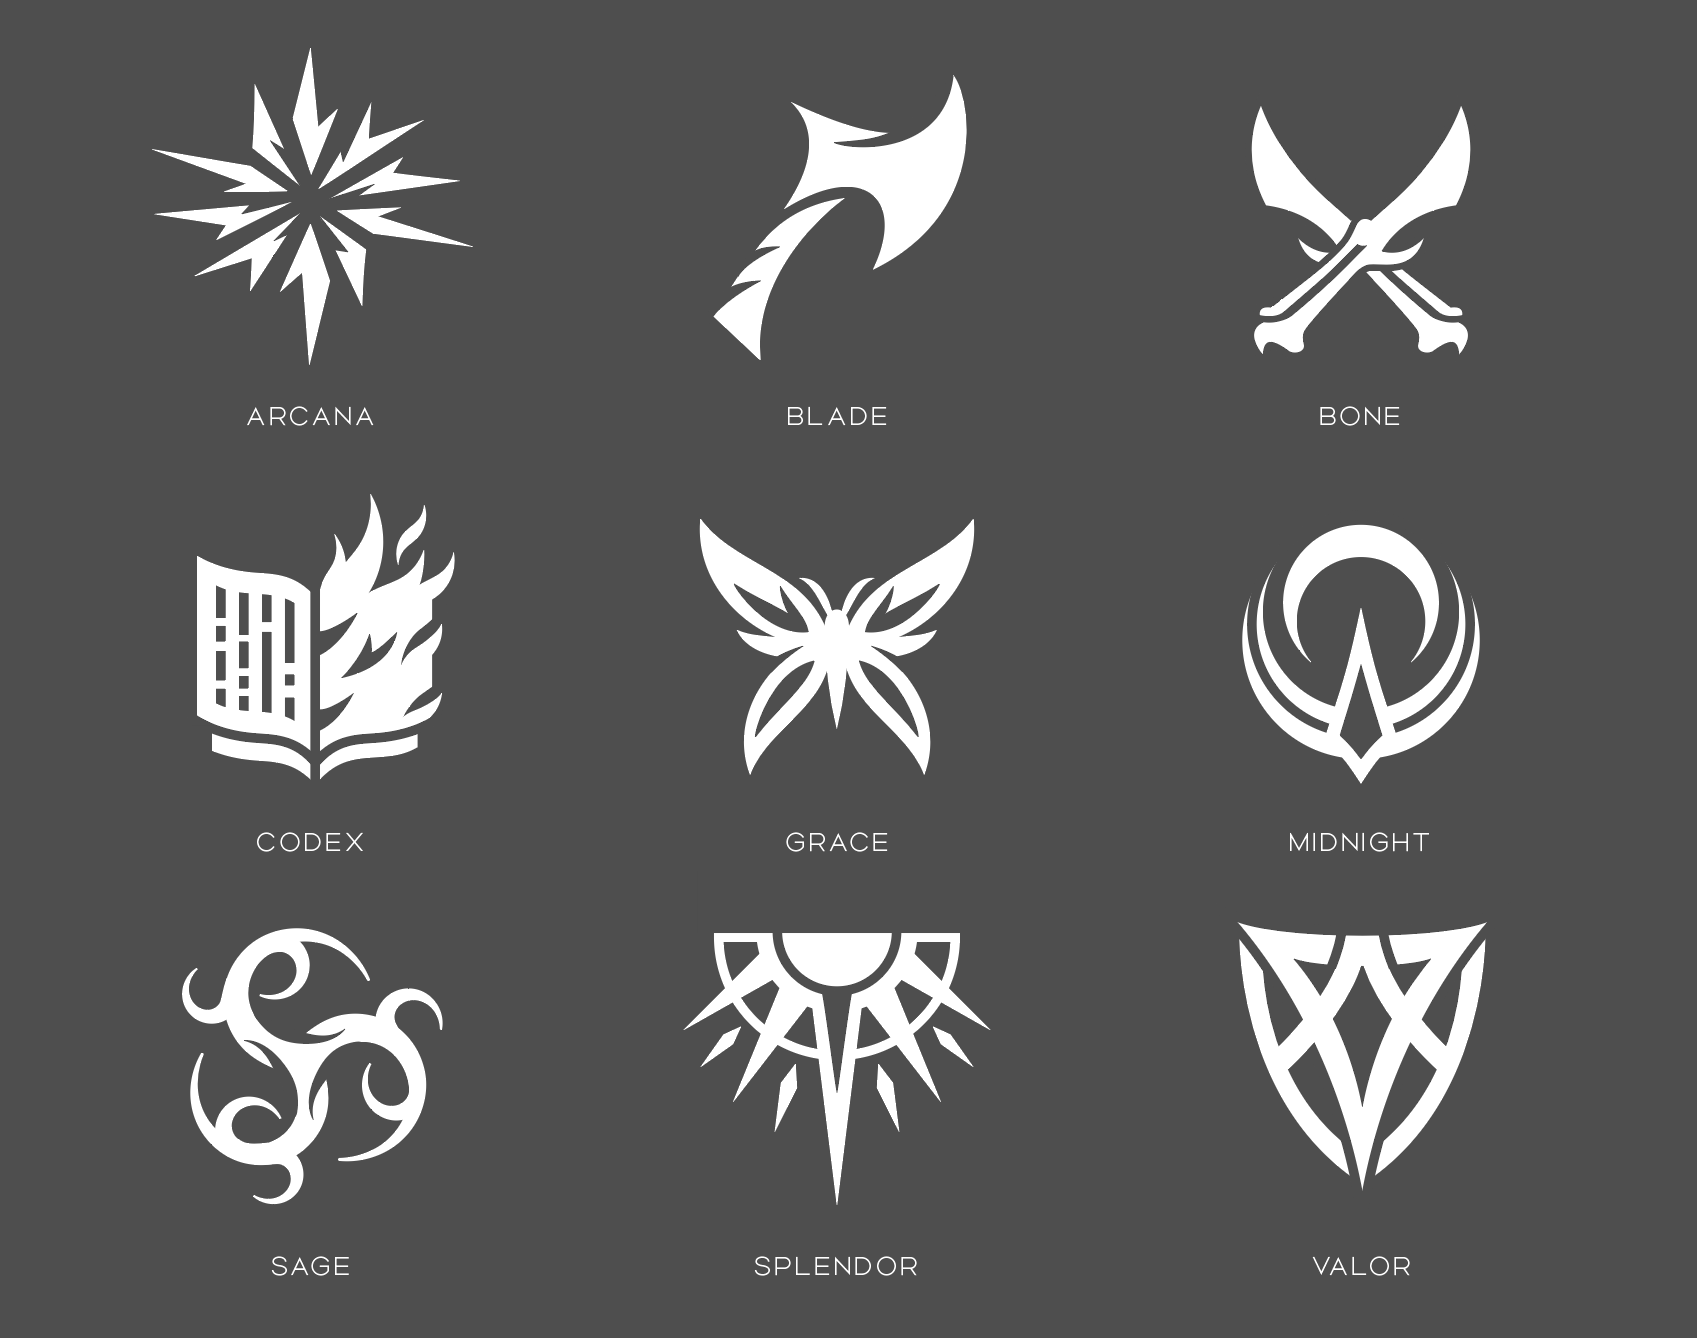 ARCANA
BLADE
BONE
CODEX
GRACE
MIDNIGHT
SAGE
SPLENDOR
VALOR